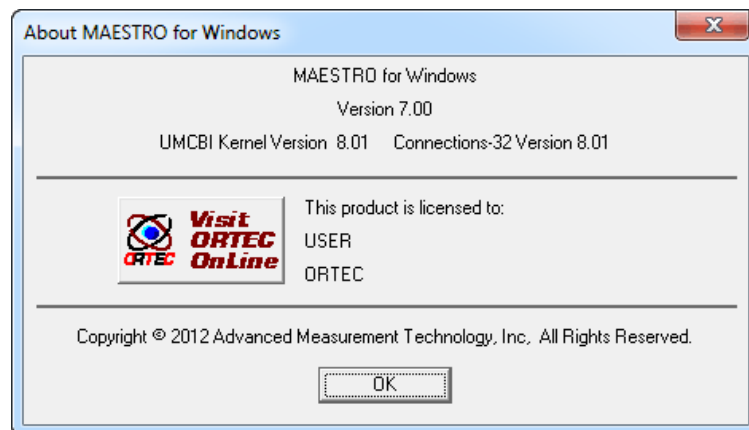 About MAESTRO for Windows
MAESTRO for Windows
Version 7.00
UMCBI Kernel Version 8.01 Connections-32 Version 8.01
Visit
ORTEC
OnLine
ORTEC
This product is licensed to:
USER
ORTEC
Copyright © 2012 Advanced Measurement Technology, Inc, All Rights Reserved.
OK